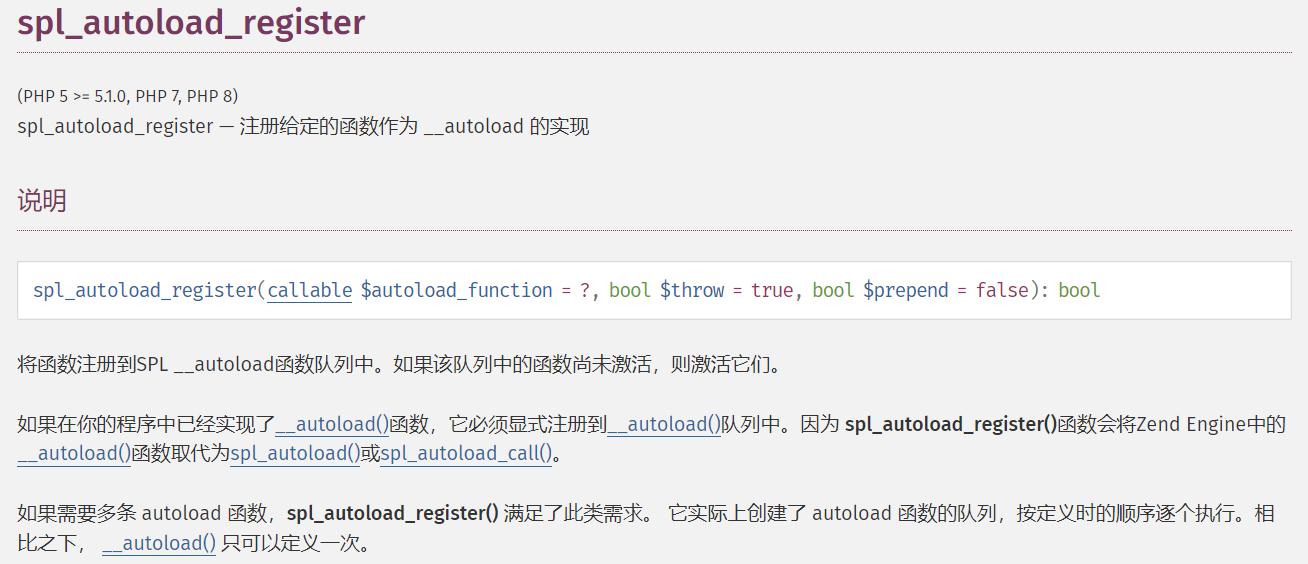 spl_autoload_register
(PHP 5 >= 5.1.0, PHP 7, PHP 8)
spl_autoload_register — 注册给定的函数作为 __autoload 的实现
说明
spl_autoload_register(callable $autoload_function = ?, bool $throw = true, bool $prepend = false): bool
将函数注册到SPL __autoload函数队列中。如果该队列中的函数尚未激活，则激活它们。
如果在你的程序中已经实现了__autoload()函数，它必须显式注册到__autoload()队列中。因为 spl_autoload_register()函数会将Zend Engine中的
__autoload()函数取代为spl_autoload()或spl_autoload_call()。
如果需要多条 autoload 函数，spl_autoload_register() 满足了此类需求。 它实际上创建了 autoload 函数的队列，按定义时的顺序逐个执行。相
比之下， __autoload() 只可以定义一次。